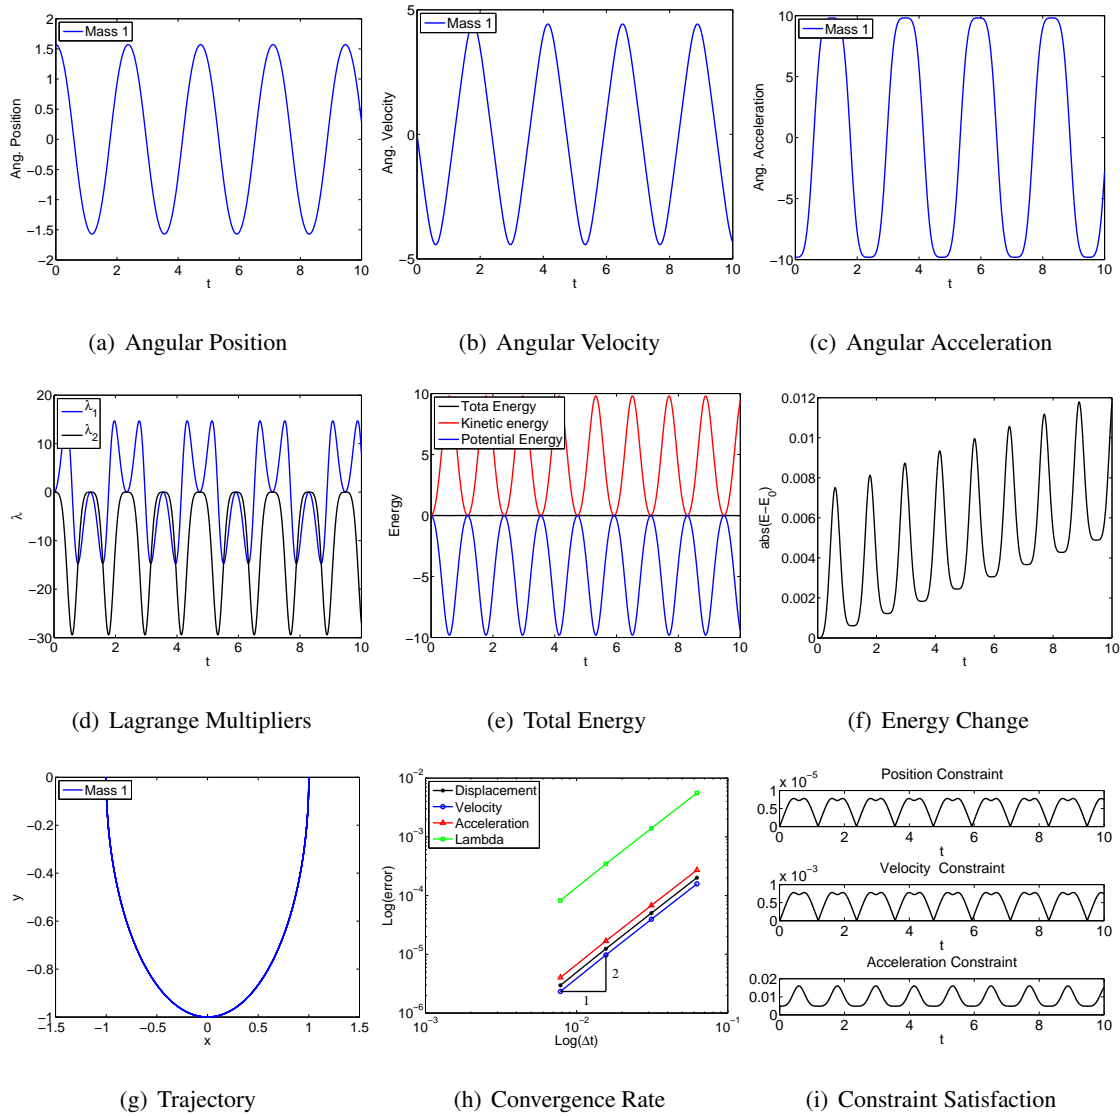 Mass 1
2
1.5
1
0.5
0
−0.5
−1
−1.5
−2
Ang. Position
0 2 4 6 8 10
t
(a) Angular Position
Mass 1
5
0
−5
Ang. Velocity
0 2 4 6 8 10
t
(b) Angular Velocity
Mass 1
10
5
0
−5
−10
Ang. Acceleration
0 2 4 6 8 10
t
(c) Angular Acceleration
λ1
λ2
20
10
0
−10
−20
−30
λ
0 2 4 6 8 10
t
(d) Lagrange Multipliers
Tota Energy
Kinetic energy
Potential Energy
10
5
0
−5
−10
Energy
0 2 4 6 8 10
t
(e) Total Energy
0.012
0.01
0.008
0.006
0.004
0.002
0
abs(E−E0)
0 2 4 6 8 10
t
(f) Energy Change
Mass 1
0
−0.2
−0.4
−0.6
−0.8
−1
y
−1.5 −1 −0.5 0 0.5 1 1.5
x
(g) Trajectory
Displacement
Velocity
Acceleration
Lambda
10−2
10−3
10−4
10−5
10−6
Log(error)
2
1
10−3 10−2 10−1
Log(Δt)
(h) Convergence Rate
Position Constraint
x 10−5
1
0.5
0
0 2 4 6 8 10
t
Velocity Constraint
x 10−3
1
0.5
0
0 2 4 6 8 10
t
Acceleration Constraint
0.02
0.01
0
0 2 4 6 8 10
t
(i) Constraint Satisfaction